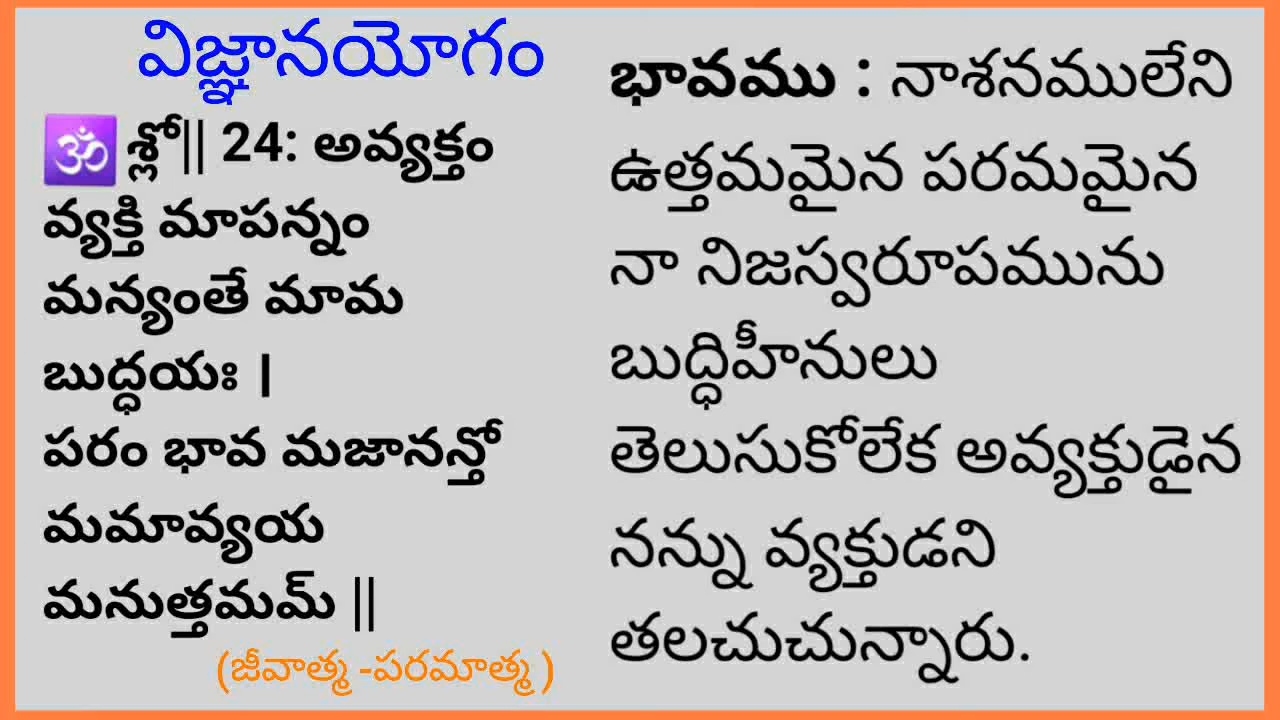 విజ్ఞానయోగం
🕉 శ్లో|| 24: అవ్యక్తం
వ్యక్తి మాపన్నం
మన్యంతే మామ
బుద్ధయః |
పరం భావ మజానన్తో
మమావ్యయ
మనుత్తమమ్ ||
(జీవాత్మ -పరమాత్మ )
భావము : నాశనములేని
ఉత్తమమైన పరమమైన
నా నిజస్వరూపమును
బుద్ధిహీనులు
తెలుసుకోలేక అవ్యక్తుడైన
నన్ను వ్యక్తుడని
తలచుచున్నారు.